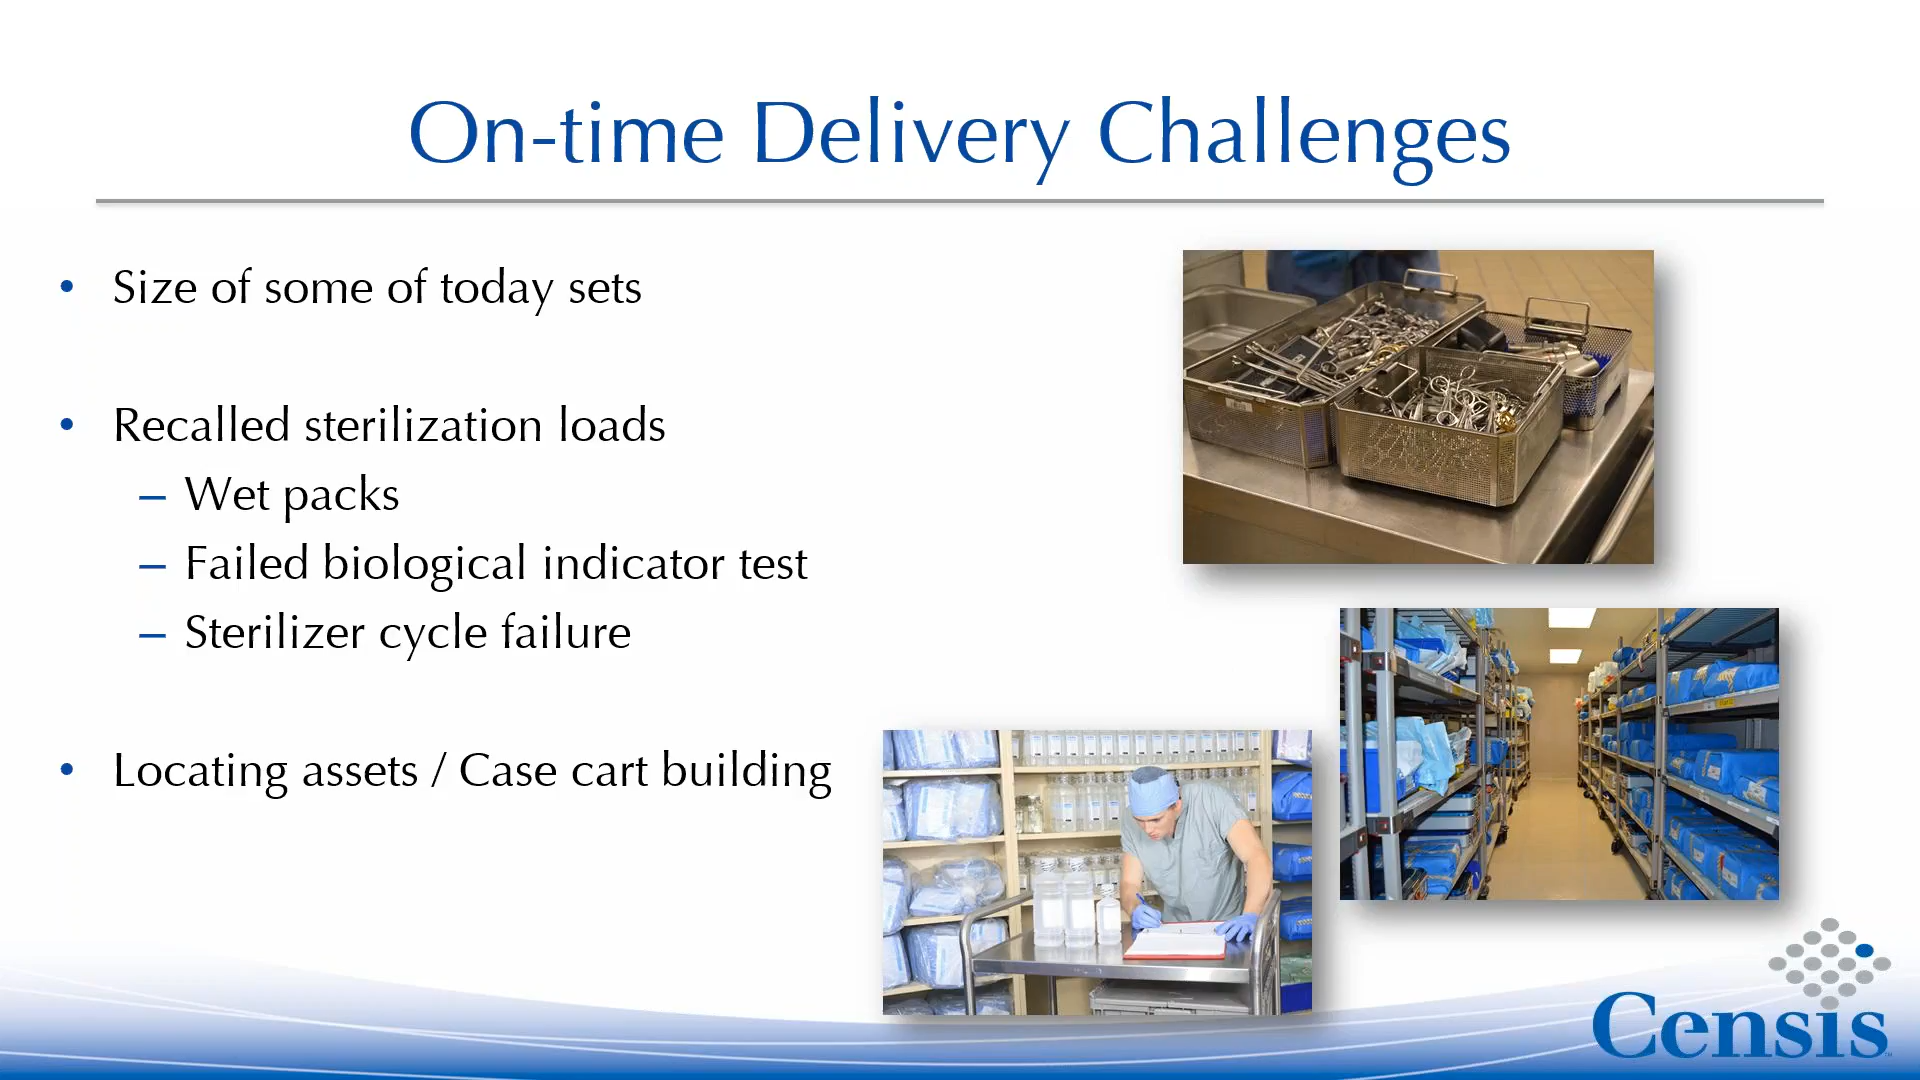 On-time Delivery Challenges
• Size of some of today sets
• Recalled sterilization loads
– Wet packs
– Failed biological indicator test
– Sterilizer cycle failure
• Locating assets / Case cart building
Censis